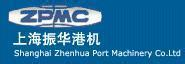 ZPMC
上海振华港机
Shanghai Zhenhua Port Machinery Co.Ltd